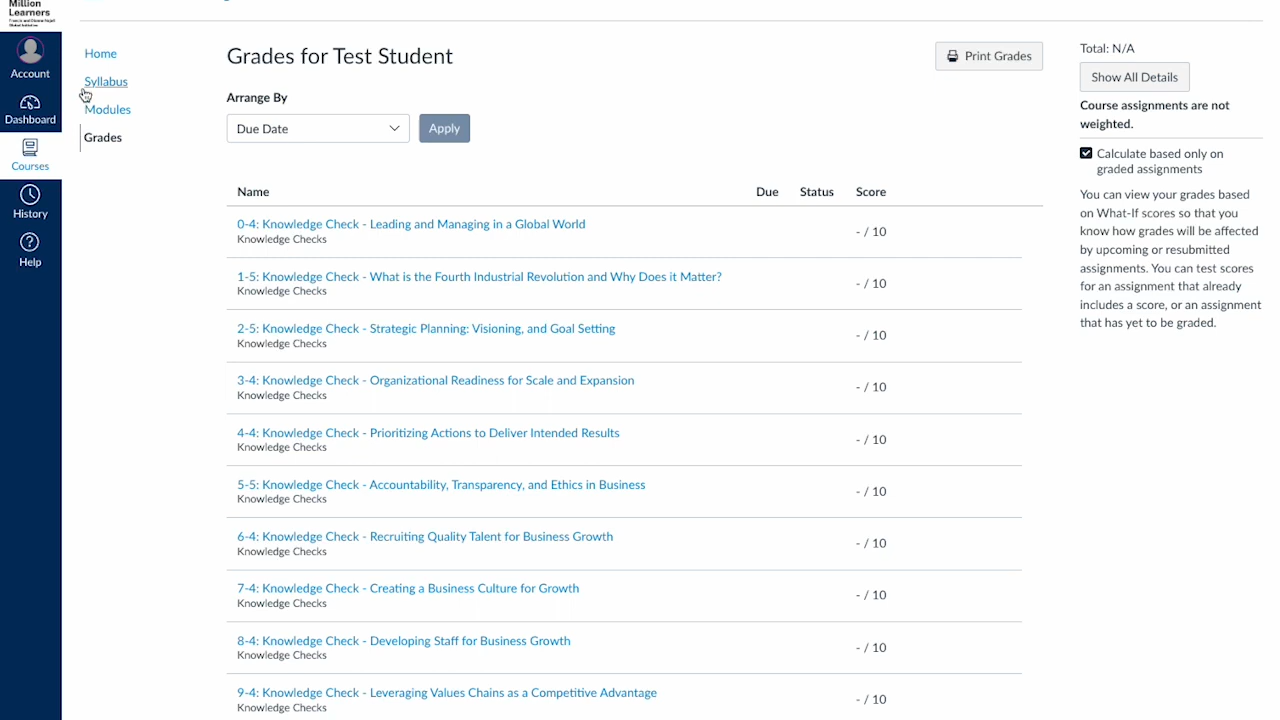 Million
Learners
Francis and Dionne Najafi
Global Initiative
Account
Dashboard
Courses
History
Help
Home
Syllabus
Modules
Grades
Grades for Test Student
Print Grades
Arrange By
Due Date
Apply
Name Due Status Score
0-4: Knowledge Check - Leading and Managing in a Global World
Knowledge Checks
- / 10
1-5: Knowledge Check - What is the Fourth Industrial Revolution and Why Does it Matter?
Knowledge Checks
- / 10
2-5: Knowledge Check - Strategic Planning: Visioning, and Goal Setting
Knowledge Checks
- / 10
3-4: Knowledge Check - Organizational Readiness for Scale and Expansion
Knowledge Checks
- / 10
4-4: Knowledge Check - Prioritizing Actions to Deliver Intended Results
Knowledge Checks
- / 10
5-5: Knowledge Check - Accountability, Transparency, and Ethics in Business
Knowledge Checks
- / 10
6-4: Knowledge Check - Recruiting Quality Talent for Business Growth
Knowledge Checks
- / 10
7-4: Knowledge Check - Creating a Business Culture for Growth
Knowledge Checks
- / 10
8-4: Knowledge Check - Developing Staff for Business Growth
Knowledge Checks
- / 10
9-4: Knowledge Check - Leveraging Values Chains as a Competitive Advantage
Knowledge Checks
- / 10
Total: N/A
Show All Details
Course assignments are not
weighted.
Calculate based only on
graded assignments
You can view your grades based
on What-If scores so that you
know how grades will be affected
by upcoming or resubmitted
assignments. You can test scores
for an assignment that already
includes a score, or an assignment
that has yet to be graded.